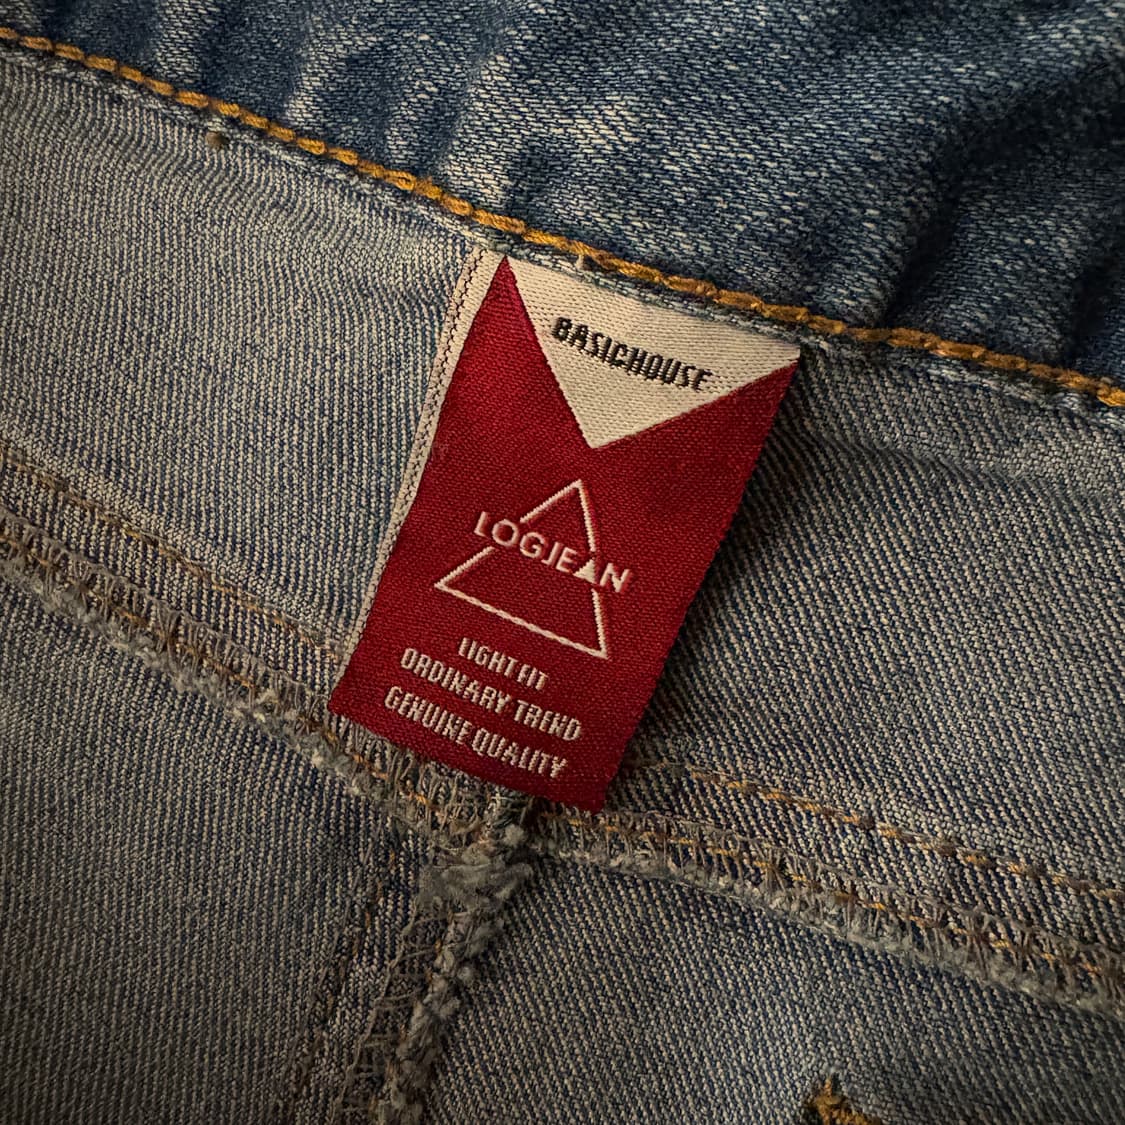 BASICHOUSE
LOGJEAN
LIGHT FIT
ORDINARY TREND
GENUINE QUALITY